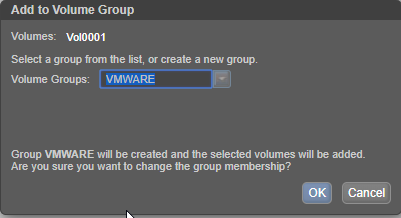 Add to Volume Group
Volumes: Vol0001
Select a group from the list, or create a new group.
Volume Groups: VMWARE
Group VMWARE will be created and the selected volumes will be added.
Are you sure you want to change the group membership?
OK Cancel